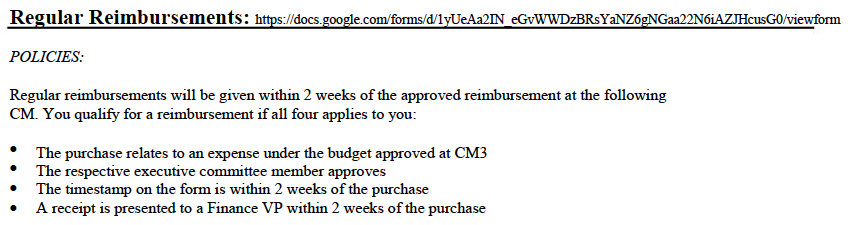 Regular Reimbursements: https://docs.google.com/forms/d/1yUeAa2IN_eGvWWDzBRsYaNZ6gNGaa22N6iAZJHcusG0/viewform
POLICIES:
Regular reimbursements will be given within 2 weeks of the approved reimbursement at the following
CM. You qualify for a reimbursement if all four applies to you:
• The purchase relates to an expense under the budget approved at CM3
• The respective executive committee member approves
• The timestamp on the form is within 2 weeks of the purchase
• A receipt is presented to a Finance VP within 2 weeks of the purchase